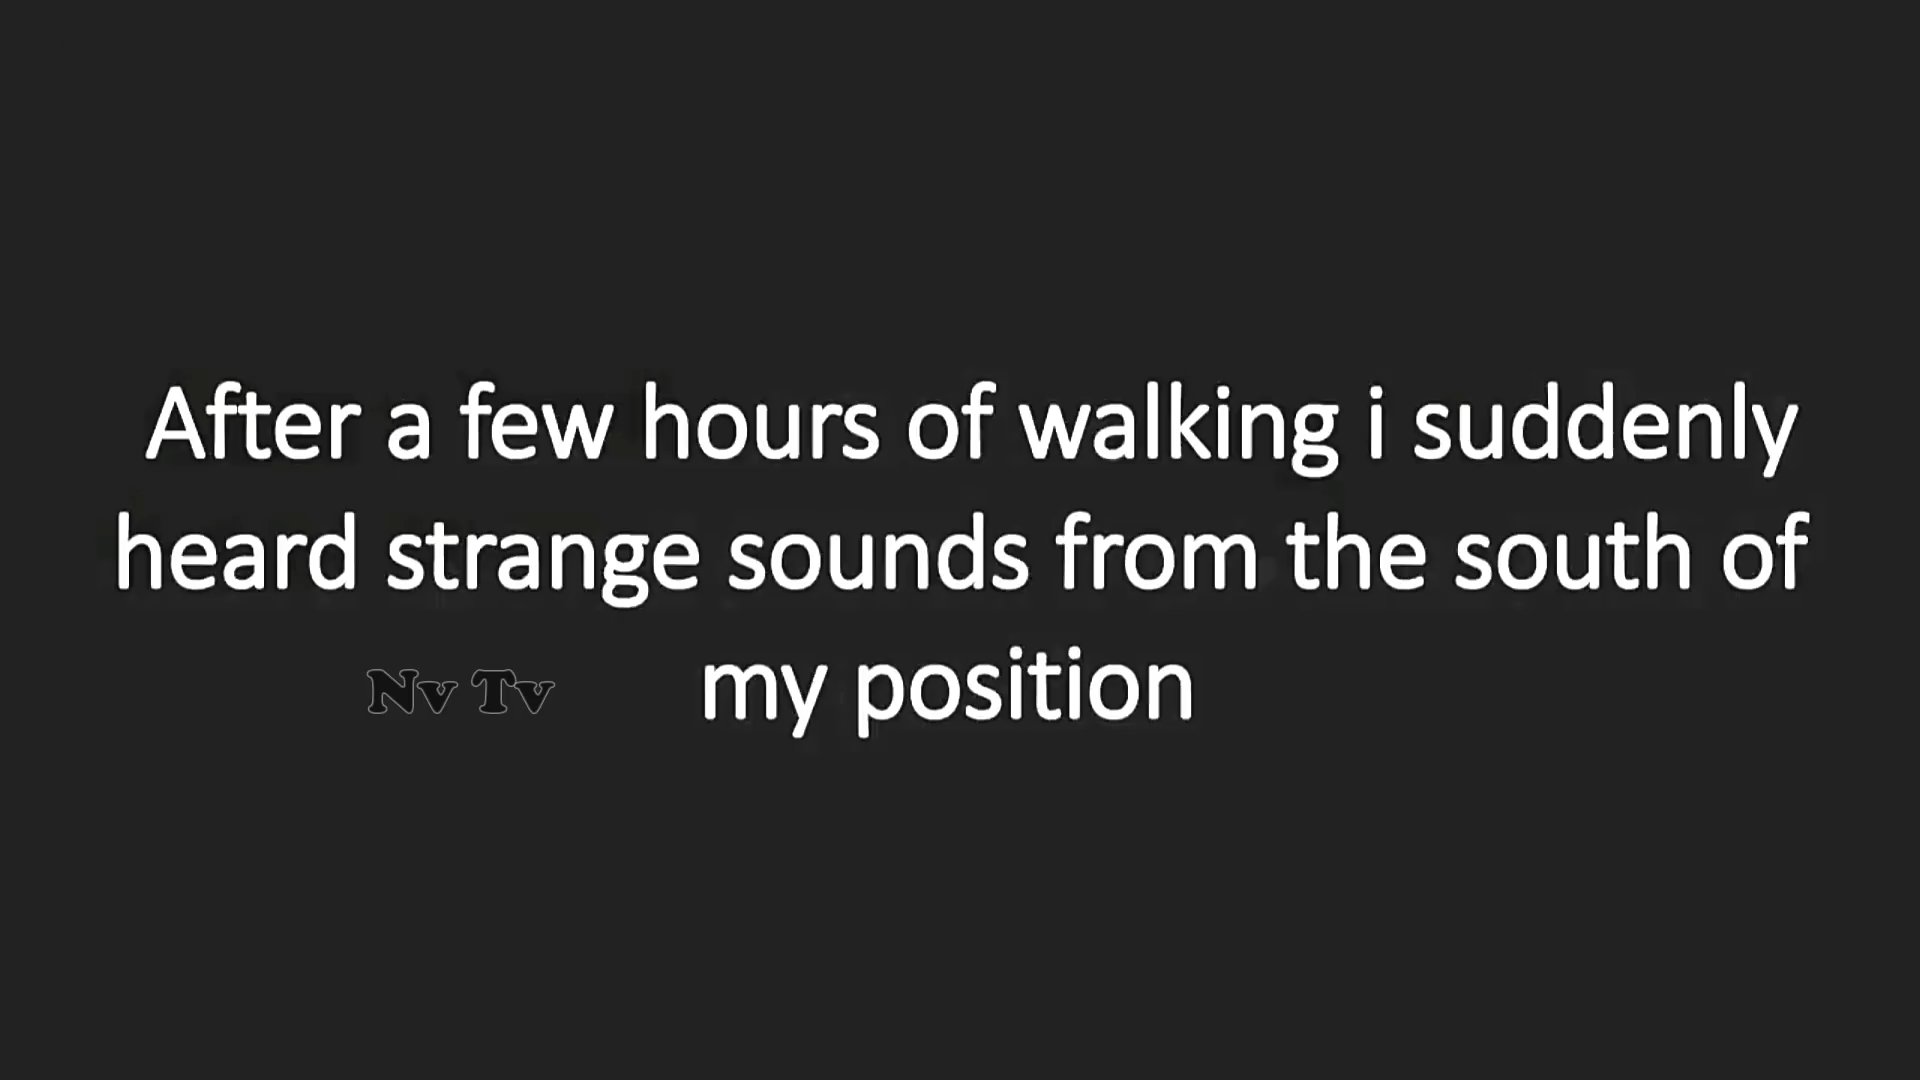 After a few hours of walking i suddenly
heard strange sounds from the south of
my position
Nv Tv